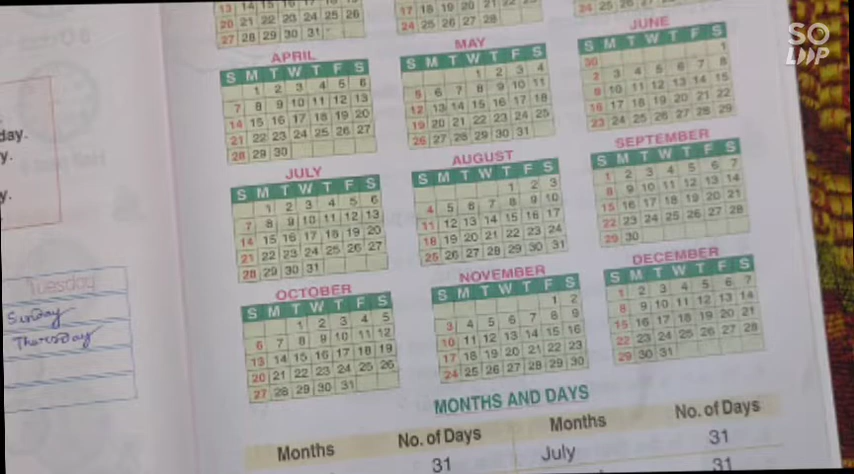 SO
LOOP
20 21 22 23 24 25 26
27 28 29 30 31
17 18 19 20 21 22 23
24 25 26 27 28
APRIL
S M T W T F S
1 2 3 4 5 6
7 8 9 10 11 12 13
14 15 16 17 18 19 20
21 22 23 24 25 26 27
28 29 30
MAY
S M T W T F S
1 2 3 4
5 6 7 8 9 10 11
12 13 14 15 16 17 18
19 20 21 22 23 24 25
26 27 28 29 30 31
JUNE
S M T W T F S
30 1
2 3 4 5 6 7 8
9 10 11 12 13 14 15
16 17 18 19 20 21 22
23 24 25 26 27 28 29
day.
y.
y.
JULY
S M T W T F S
1 2 3 4 5 6
7 8 9 10 11 12 13
14 15 16 17 18 19 20
21 22 23 24 25 26 27
28 29 30 31
AUGUST
S M T W T F S
1 2 3
4 5 6 7 8 9 10
11 12 13 14 15 16 17
18 19 20 21 22 23 24
25 26 27 28 29 30 31
SEPTEMBER
S M T W T F S
1 2 3 4 5 6 7
8 9 10 11 12 13 14
15 16 17 18 19 20 21
22 23 24 25 26 27 28
29 30
Tuesday
Sunday
Thursday
OCTOBER
S M T W T F S
1 2 3 4 5
6 7 8 9 10 11 12
13 14 15 16 17 18 19
20 21 22 23 24 25 26
27 28 29 30 31
NOVEMBER
S M T W T F S
1 2
3 4 5 6 7 8 9
10 11 12 13 14 15 16
17 18 19 20 21 22 23
24 25 26 27 28 29 30
DECEMBER
S M T W T F S
1 2 3 4 5 6 7
8 9 10 11 12 13 14
15 16 17 18 19 20 21
22 23 24 25 26 27 28
29 30 31
MONTHS AND DAYS
Months No. of Days Months No. of Days
31 July 31
31